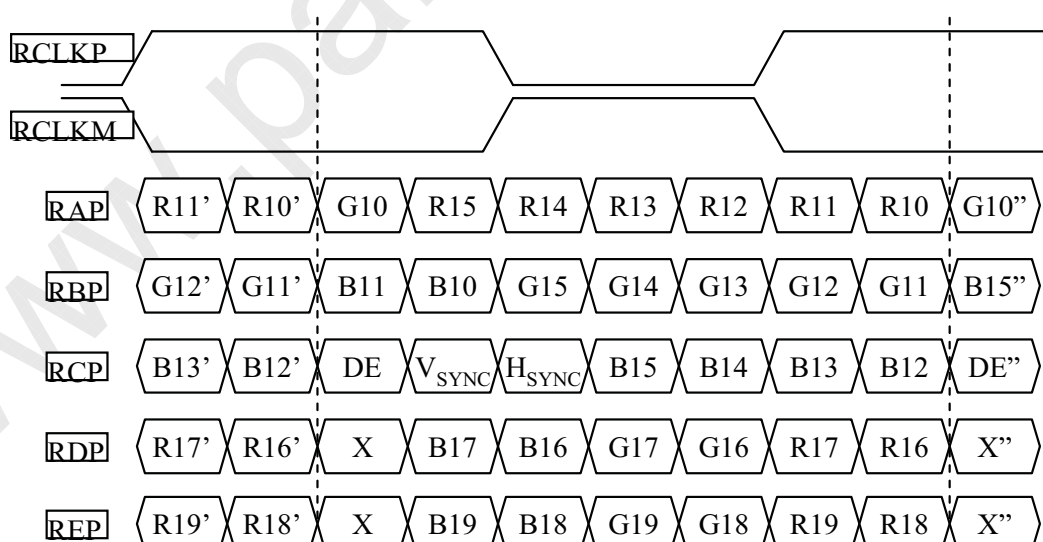 RCLKP
RCLKM
RAP R11’ R10’ G10 R15 R14 R13 R12 R11 R10 G10”
RBP G12’ G11’ B11 B10 G15 G14 G13 G12 G11 B15”
RCP B13’ B12’ DE VSYNC HSYNC B15 B14 B13 B12 DE”
RDP R17’ R16’ X B17 B16 G17 G16 R17 R16 X”
REP R19’ R18’ X B19 B18 G19 G18 R19 R18 X”